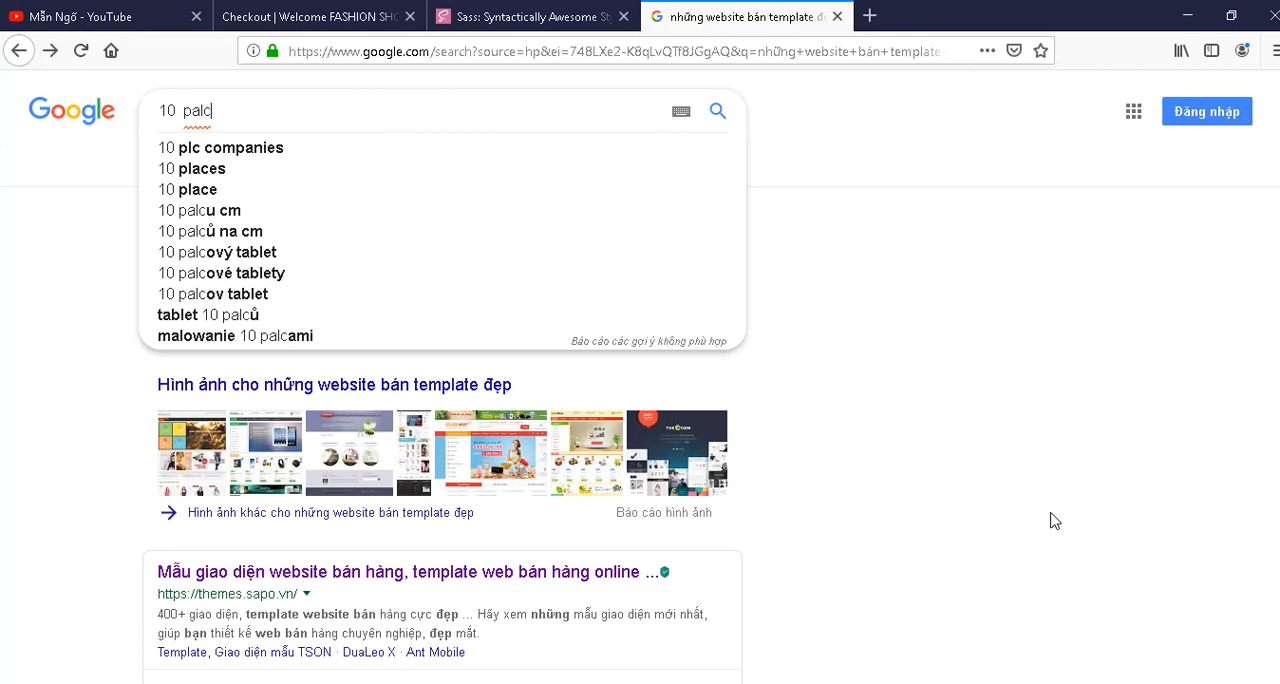 Mẫn Ngố - YouTube
Checkout | Welcome FASHION SHO
Sass: Syntactically Awesome St
những website bán template đẹ
https://www.google.com/search?source=hp&ei=748LXe2-K8qLvQTf8JGgAQ&q=những+website+bán+template-
Google
10 palc
Đăng nhập
10 plc companies
10 places
10 place
10 palcu cm
10 palců na cm
10 palcový tablet
10 palcové tablety
10 palcov tablet
tablet 10 palců
malowanie 10 palcami
Báo cáo các gợi ý không phù hợp
Hình ảnh cho những website bán template đẹp
Hình ảnh khác cho những website bán template đẹp
Báo cáo hình ảnh
Mẫu giao diện website bán hàng, template web bán hàng online ...
https://themes.sapo.vn/
400+ giao diện, template website bán hàng cực đẹp ... Hãy xem những mẫu giao diện mới nhất,
giúp bạn thiết kế web bán hàng chuyên nghiệp, đẹp mắt.
Template, Giao diện mẫu TSON · DuaLeo X · Ant Mobile